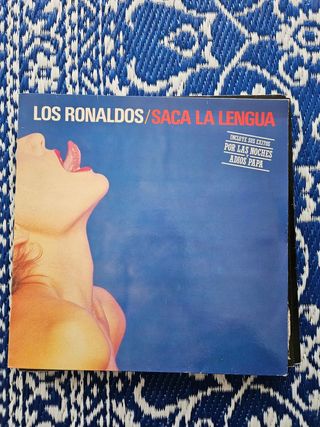 LOS RONALDOS/SACA LA LENGUA
INCLUYE SUS EXITOS
POR LAS NOCHES
ADIOS PAPA